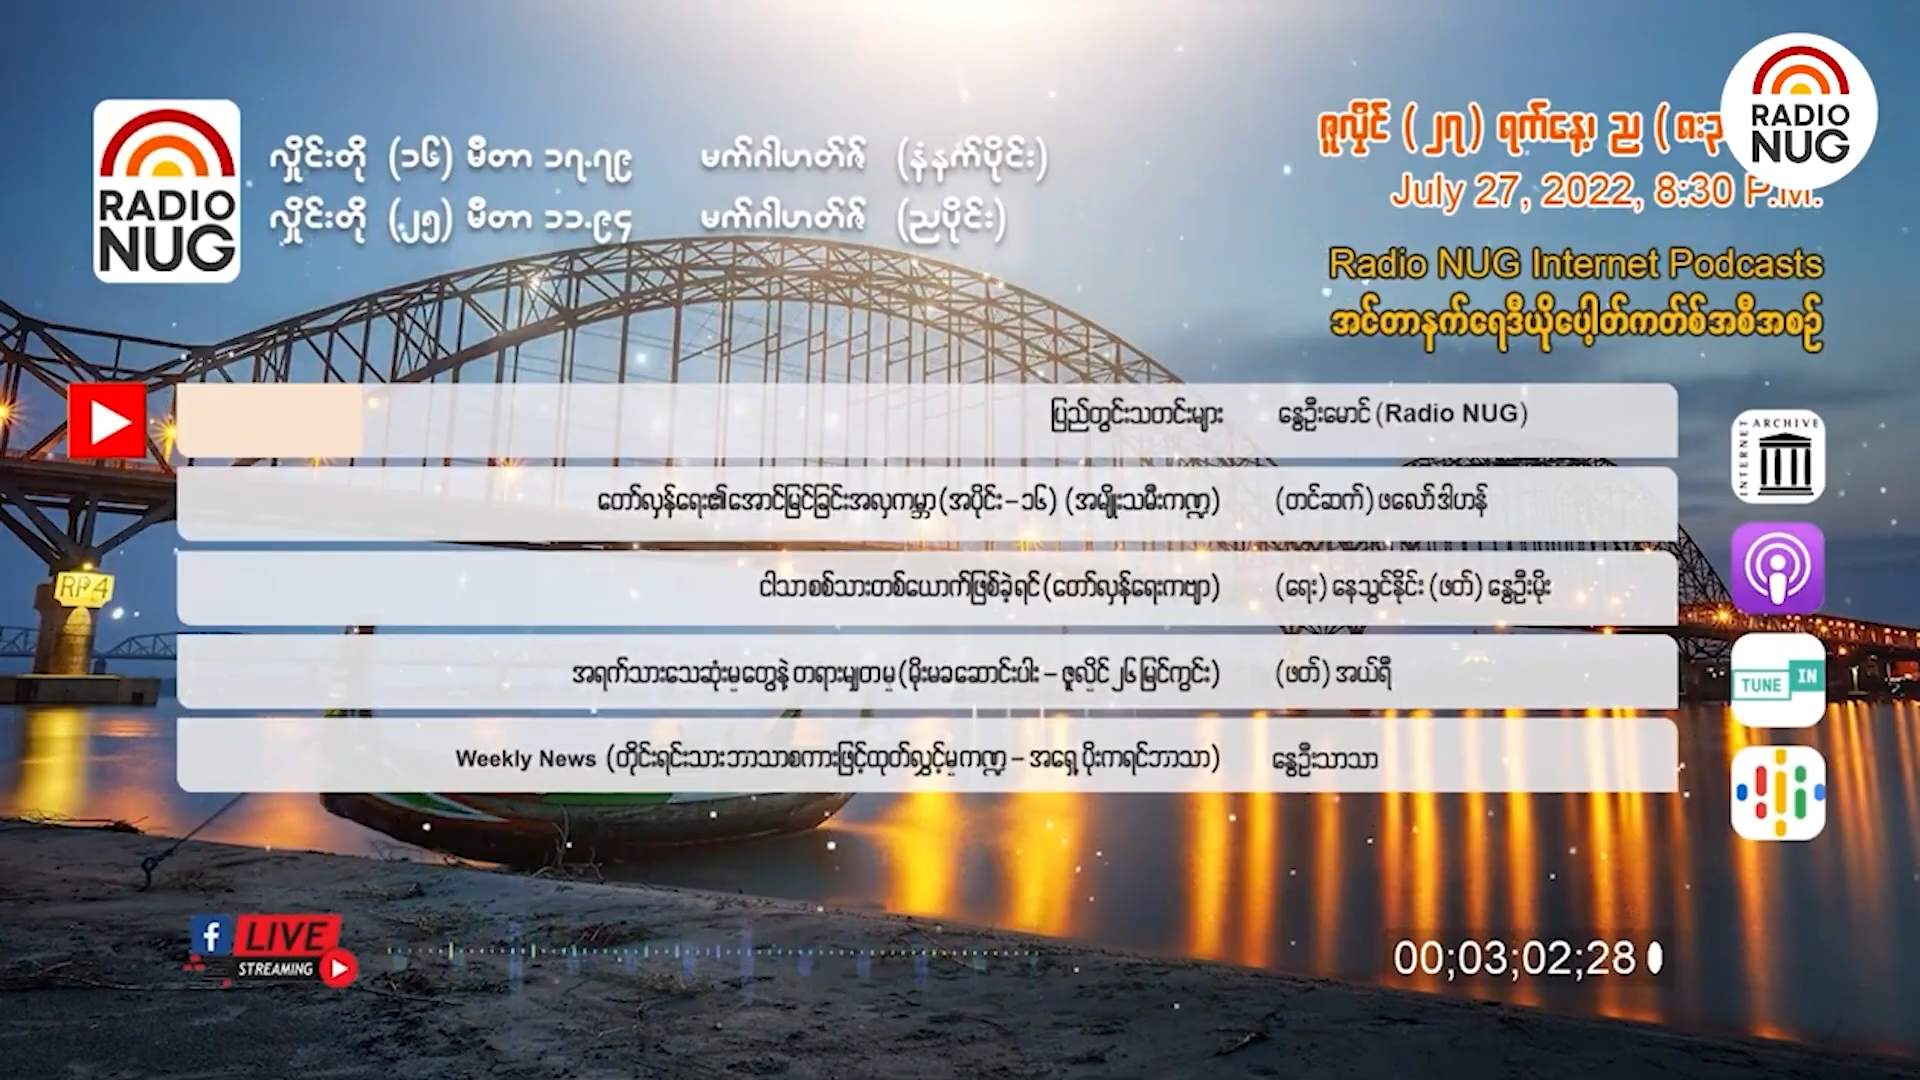 RADIO
NUG
လှိုင်းတို (၁၆) မီတာ ၁၇.၇၉ မက်ဂါဟတ်ဇ် (နံနက်ပိုင်း)
လှိုင်းတို (၂၅) မီတာ ၁၁.၉၄ မက်ဂါဟတ်ဇ် (ညပိုင်း)
ဇူလှိုင် (၂၇) ရက်နေ့၊ ည (၈း၃
July 27, 2022, 8:30 P.M.
RADIO
NUG
Radio NUG Internet Podcasts
အင်တာနက်ရေဒီယိုပေါ့တ်ကတ်စ်အစီအစဉ်
ပြည်တွင်းသတင်းများ နွေဦးမောင် (Radio NUG)
တော်လှန်ရေး၏အောင်မြင်ခြင်းအလှကမ္ဘာ (အပိုင်း – ၁၆) (အမျိုးသမီးကဏ္ဍ) (တင်ဆက်) ဖလော်ဒါဟန်
ငါသာစစ်သားတစ်ယောက်ဖြစ်ခဲ့ရင် (တော်လှန်ရေးကဗျာ) (ရေး) နေသွင်နိုင်း (ဖတ်) နွေဦးမိုး
အရက်သားသေဆုံးမှုတွေနဲ့ တရားမျှတမှု (မိုးမခဆောင်းပါး – ဇူလိုင် ၂၆ မြင်ကွင်း) (ဖတ်) အယ်ရီ
Weekly News (တိုင်းရင်းသားဘာသာစကားဖြင့်ထုတ်လွှင့်မှုကဏ္ဍ – အရှေ့ပိုးကရင်ဘာသာ) နွေဦးသာသာ
INTERNET ARCHIVE
TUNE IN
RP4
f LIVE
STREAMING
00;03;02;28